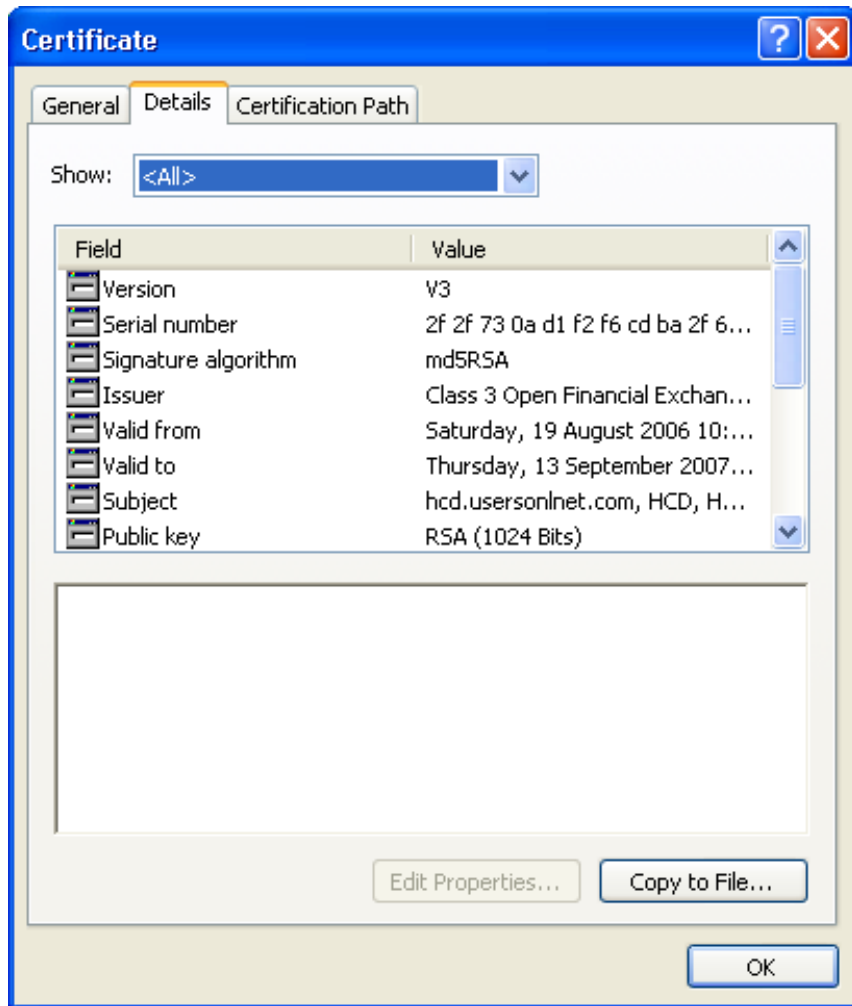 Certificate
General Details Certification Path
Show: <All>
Field Value
Version V3
Serial number 2f 2f 73 0a d1 f2 f6 cd ba 2f 6...
Signature algorithm md5RSA
Issuer Class 3 Open Financial Exchan...
Valid from Saturday, 19 August 2006 10:...
Valid to Thursday, 13 September 2007...
Subject hcd.usersonlnet.com, HCD, H...
Public key RSA (1024 Bits)
Edit Properties... Copy to File...
OK